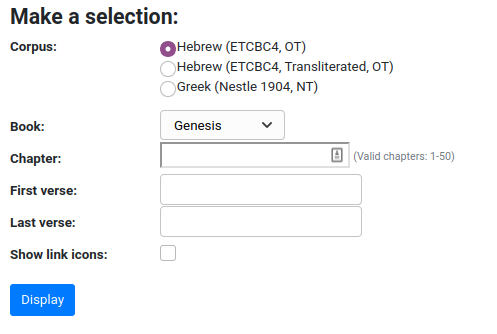 Make a selection:
Corpus:
Hebrew (ETCBC4, OT)
Hebrew (ETCBC4, Transliterated, OT)
Greek (Nestle 1904, NT)
Book: Genesis
Chapter: (Valid chapters: 1-50)
First verse:
Last verse:
Show link icons:
Display